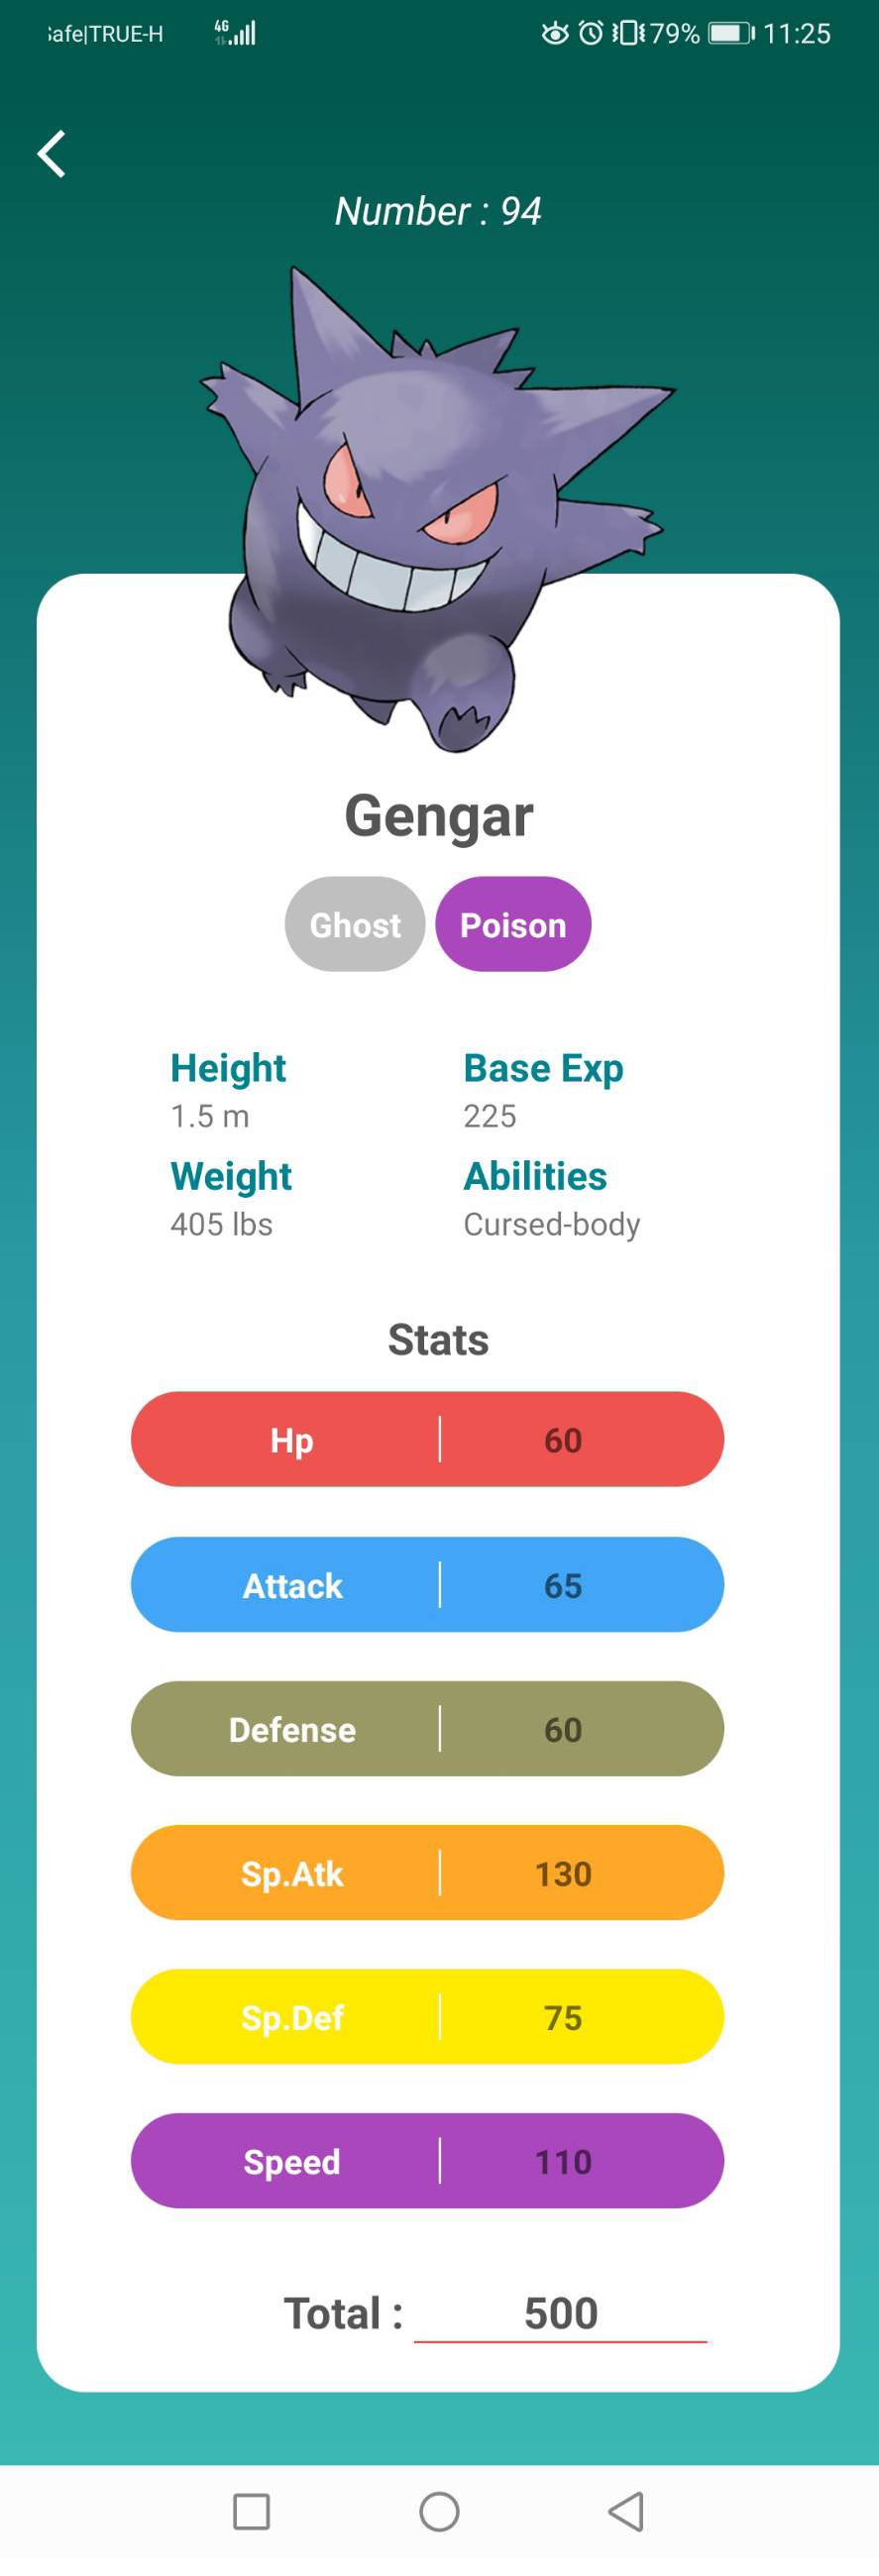 TRUE-H 4G 79% 11:25
Number : 94
Gengar
Ghost Poison
Height Base Exp
1.5 m 225
Weight Abilities
405 lbs Cursed-body
Stats
Hp 60
Attack 65
Defense 60
Sp.Atk 130
Sp.Def 75
Speed 110
Total : 500